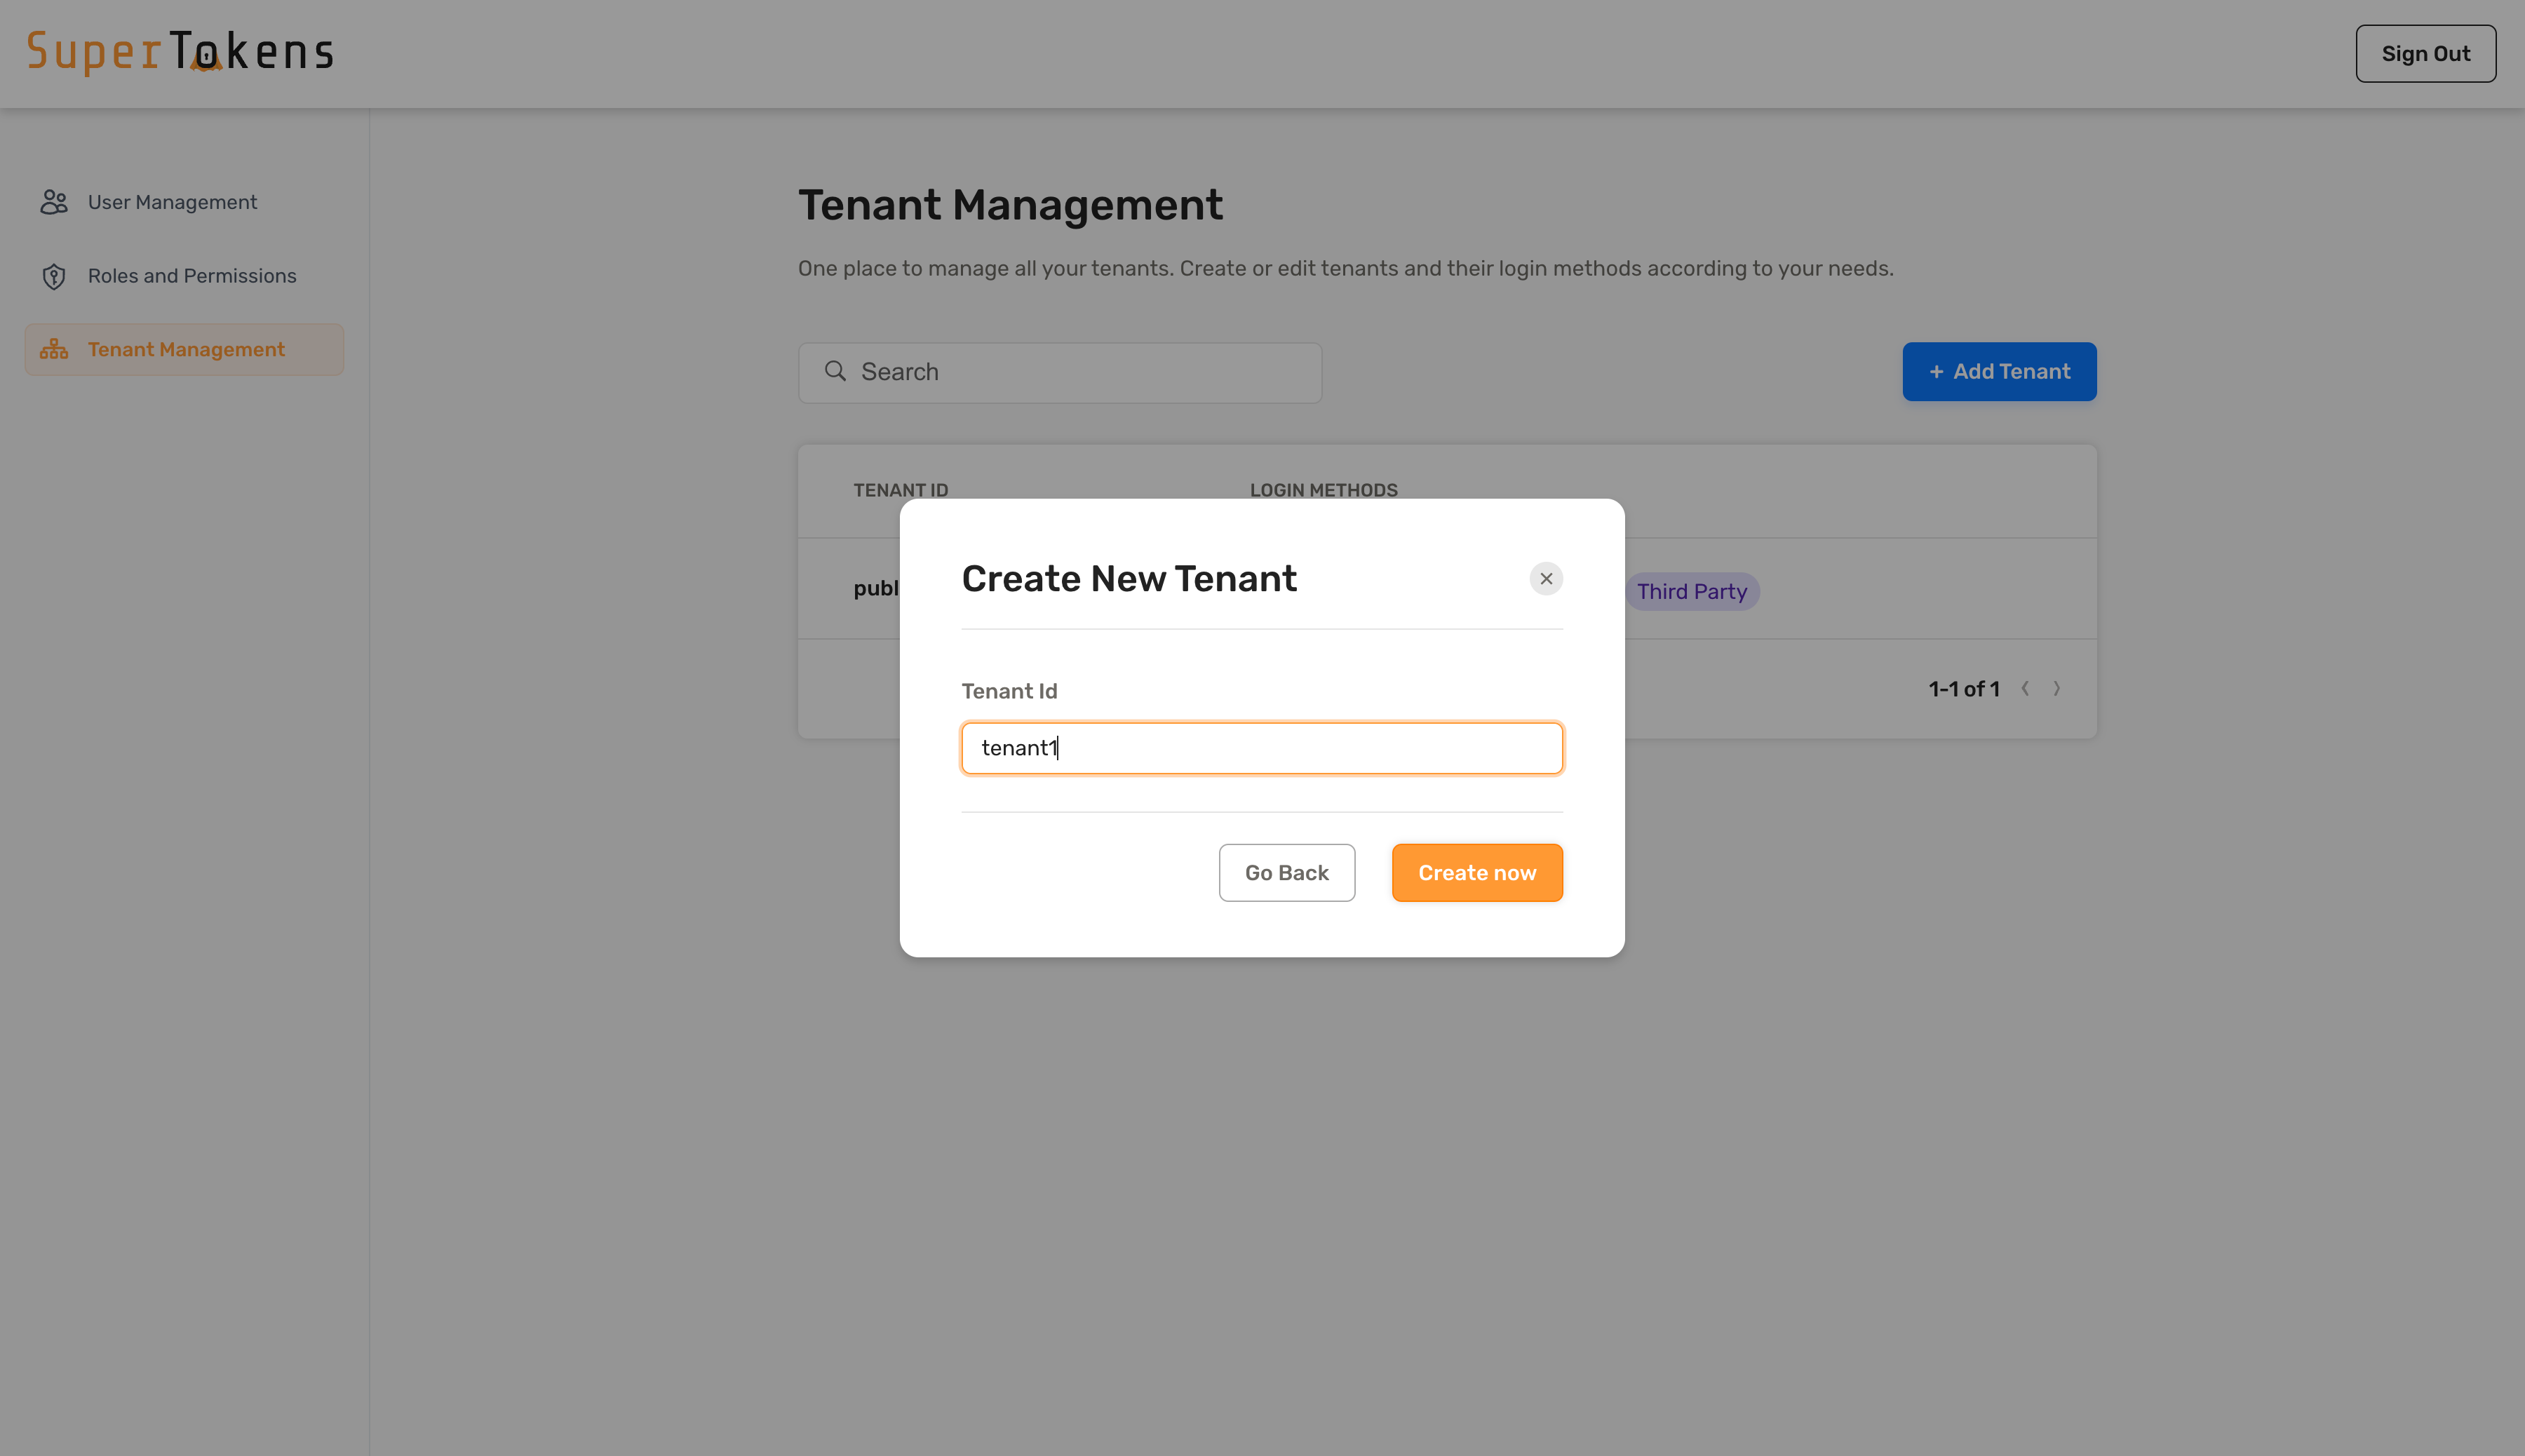 SuperTokens
Sign Out
User Management
Roles and Permissions
Tenant Management
Tenant Management
One place to manage all your tenants. Create or edit tenants and their login methods according to your needs.
Search
+ Add Tenant
TENANT ID LOGIN METHODS
publ
Third Party
1-1 of 1
Create New Tenant
Tenant Id
tenant1
Go Back
Create now